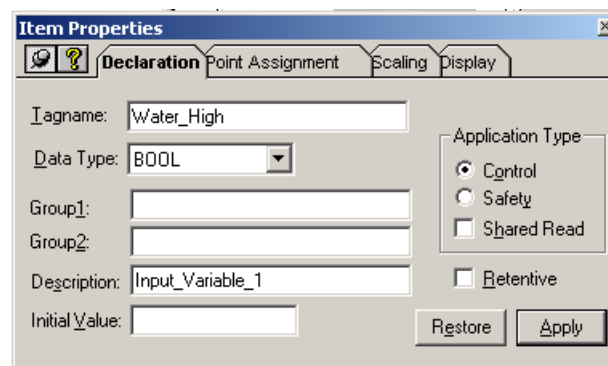 Item Properties
Declaration Point Assignment Scaling Display
Tagname: Water_High
Data Type: BOOL
Group1:
Group2:
Description: Input_Variable_1
Initial Value:
Application Type
Control
Safety
Shared Read
Retentive
Restore Apply